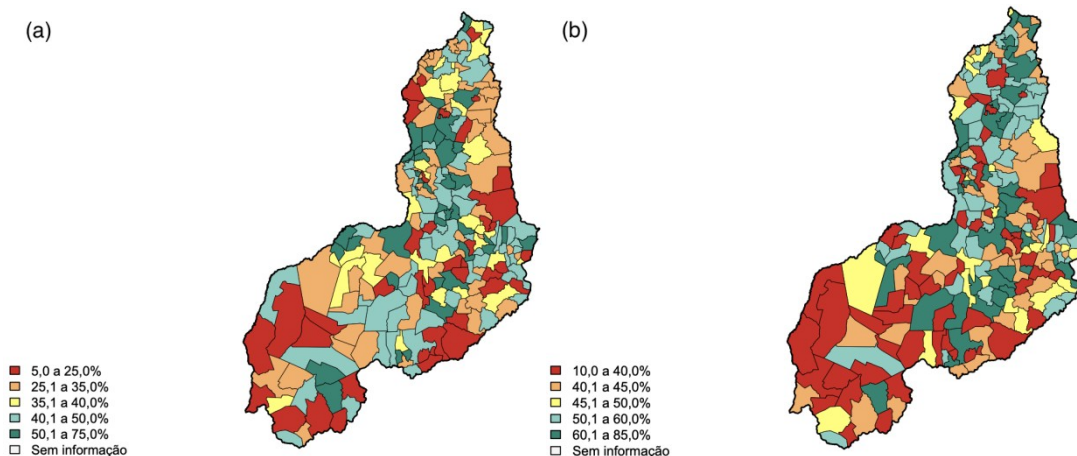 (a)
5,0 a 25,0%
25,1 a 35,0%
35,1 a 40,0%
40,1 a 50,0%
50,1 a 75,0%
Sem informação
(b)
10,0 a 40,0%
40,1 a 45,0%
45,1 a 50,0%
50,1 a 60,0%
60,1 a 85,0%
Sem informação